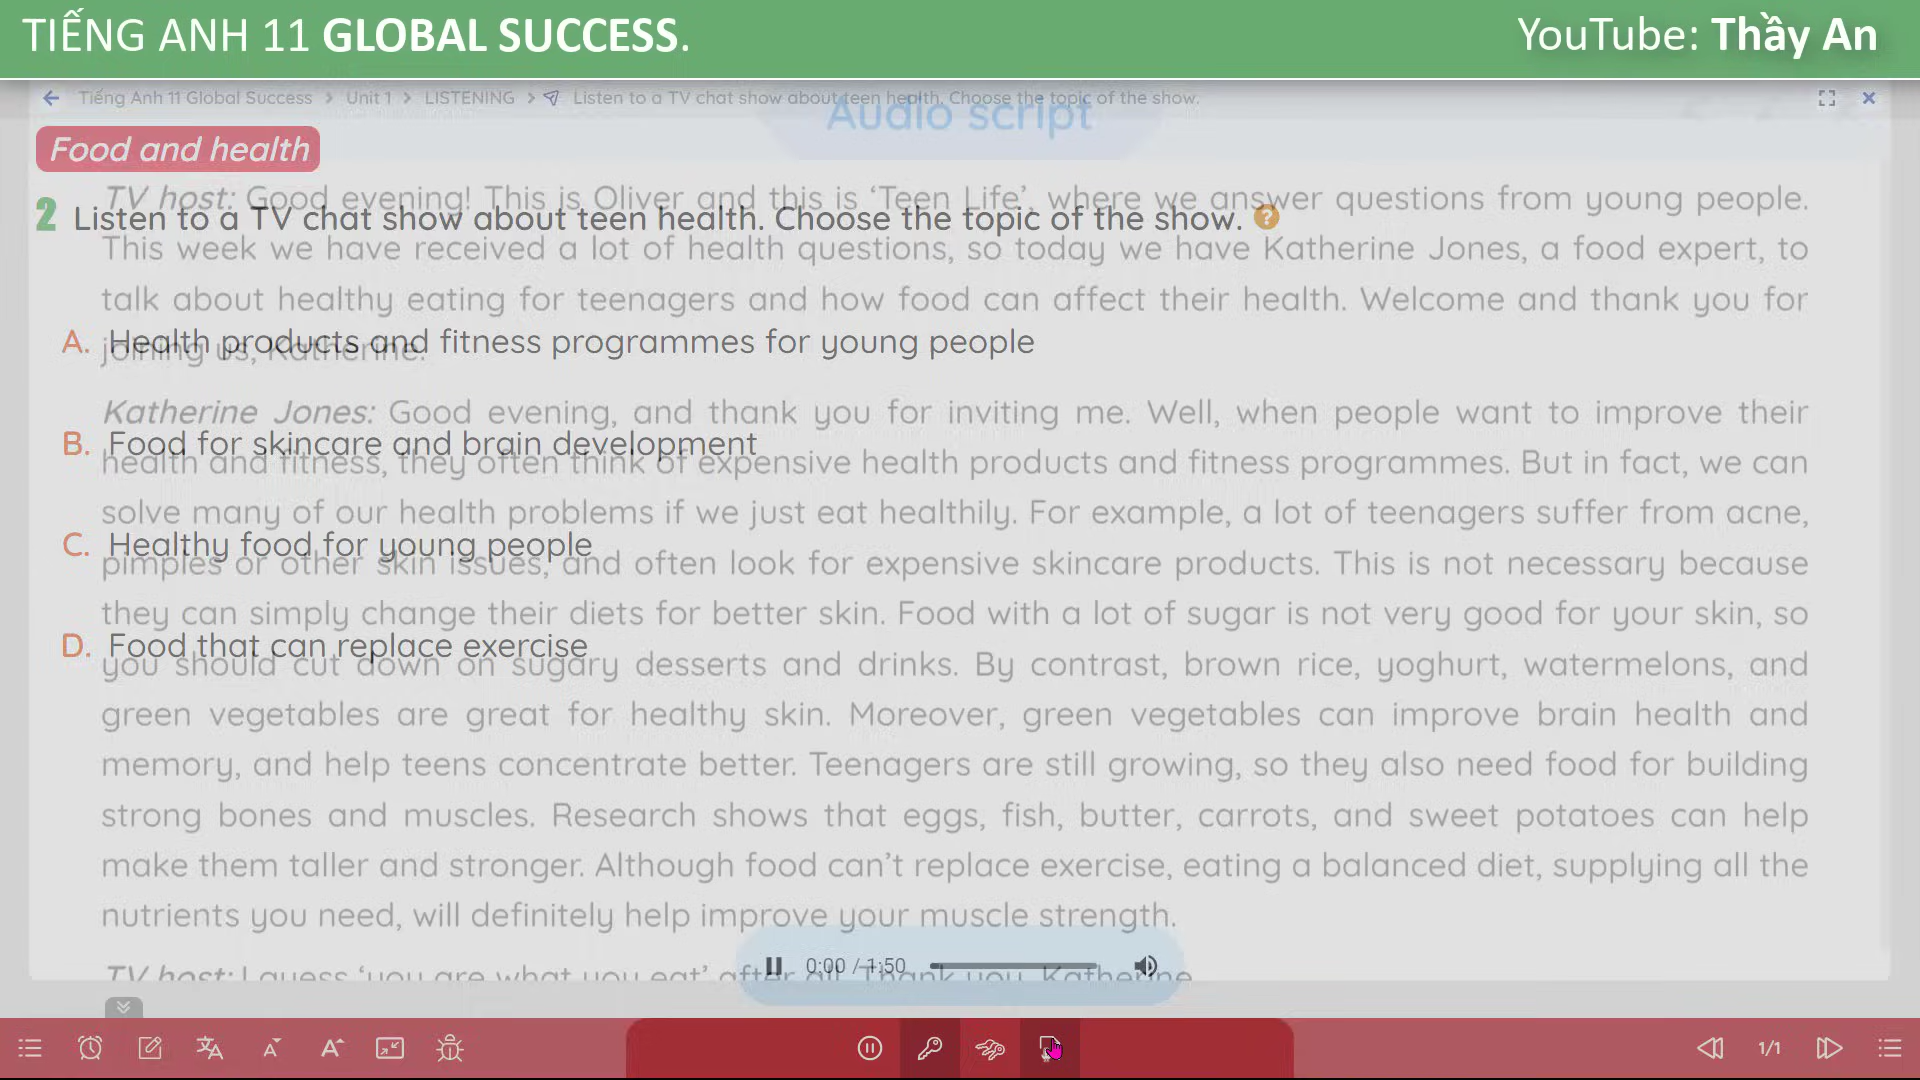 TIẾNG ANH 11 GLOBAL SUCCESS.
YouTube: Thầy An
Tiếng Anh 11 Global Success > Unit 1 > LISTENING > Listen to a TV chat show about teen health. Choose the topic of the show.
Audio script
Food and health
TV host: Good evening! This is Oliver and this is ‘Teen Life’, where we answer questions from young people.
2 Listen to a TV chat show about teen health. Choose the topic of the show. ?
This week we have received a lot of health questions, so today we have Katherine Jones, a food expert, to
talk about healthy eating for teenagers and how food can affect their health. Welcome and thank you for
A. Health products and fitness programmes for young people
joining us, Katherine.
Katherine Jones: Good evening, and thank you for inviting me. Well, when people want to improve their
B. Food for skincare and brain development
health and fitness, they often think of expensive health products and fitness programmes. But in fact, we can
solve many of our health problems if we just eat healthily. For example, a lot of teenagers suffer from acne,
C. Healthy food for young people
pimples or other skin issues, and often look for expensive skincare products. This is not necessary because
they can simply change their diets for better skin. Food with a lot of sugar is not very good for your skin, so
D. Food that can replace exercise
you should cut down on sugary desserts and drinks. By contrast, brown rice, yoghurt, watermelons, and
green vegetables are great for healthy skin. Moreover, green vegetables can improve brain health and
memory, and help teens concentrate better. Teenagers are still growing, so they also need food for building
strong bones and muscles. Research shows that eggs, fish, butter, carrots, and sweet potatoes can help
make them taller and stronger. Although food can’t replace exercise, eating a balanced diet, supplying all the
nutrients you need, will definitely help improve your muscle strength.
0:00 / 1:50
TV host: I guess ‘you are what you eat’ after all. Thank you, Katherine
1/1